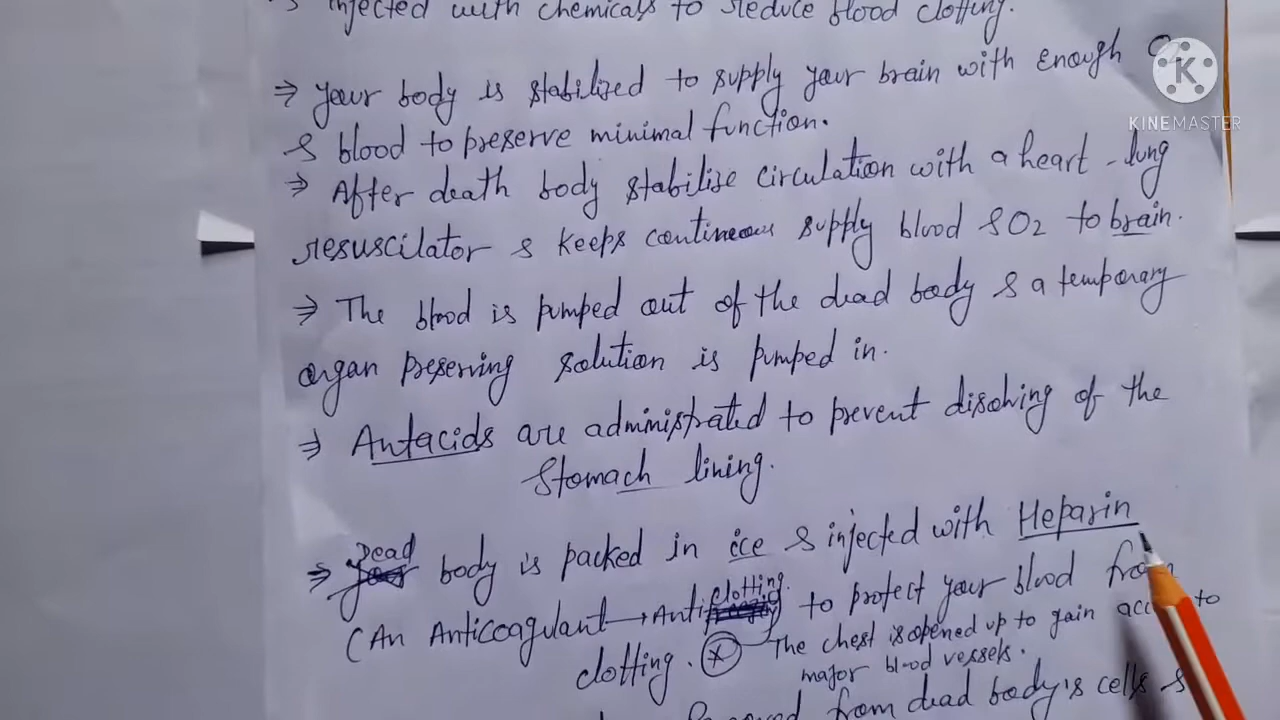 injected with chemicals to reduce blood clotting.
⇒ your body is stabilized to supply your brain with enough O2
& blood to preserve minimal function.
⇒ After death body stabilise circulation with a heart - lung
resuscilator & keeps contineous supply blood & O2 to brain.
⇒ The blood is pumped out of the dead body & a temporary
organ preserving solution is pumped in.
⇒ Antacids are administrated to prevent disolving of the
Stomach lining.
⇒ Dead body is packed in ice & injected with Heparin
(An Anticoagulant → Anti clotting to protect your blood from
clotting. * The chest is opened up to gain to
major blood vessels.
from dead body's cells &
K
KINEMASTER